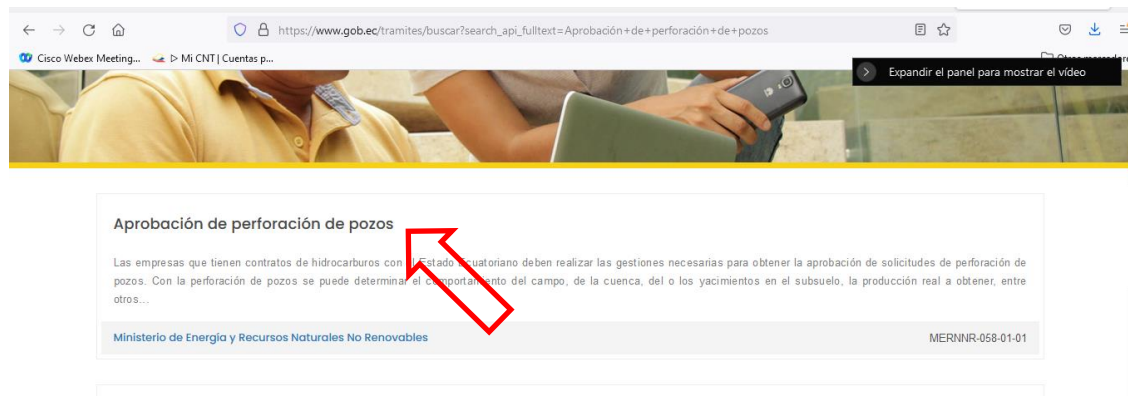 https://www.gob.ec/tramites/buscar?search_api_fulltext=Aprobación+de+perforación+de+pozos
Cisco Webex Meeting... Mi CNT | Cuentas p...
Expandir el panel para mostrar el vídeo
Aprobación de perforación de pozos
Las empresas que tienen contratos de hidrocarburos con el Estado Ecuatoriano deben realizar las gestiones necesarias para obtener la aprobación de solicitudes de perforación de
pozos. Con la perforación de pozos se puede determinar el comportamiento del campo, de la cuenca, del o los yacimientos en el subsuelo, la producción real a obtener, entre
otros...
Ministerio de Energía y Recursos Naturales No Renovables MERNNR-058-01-01